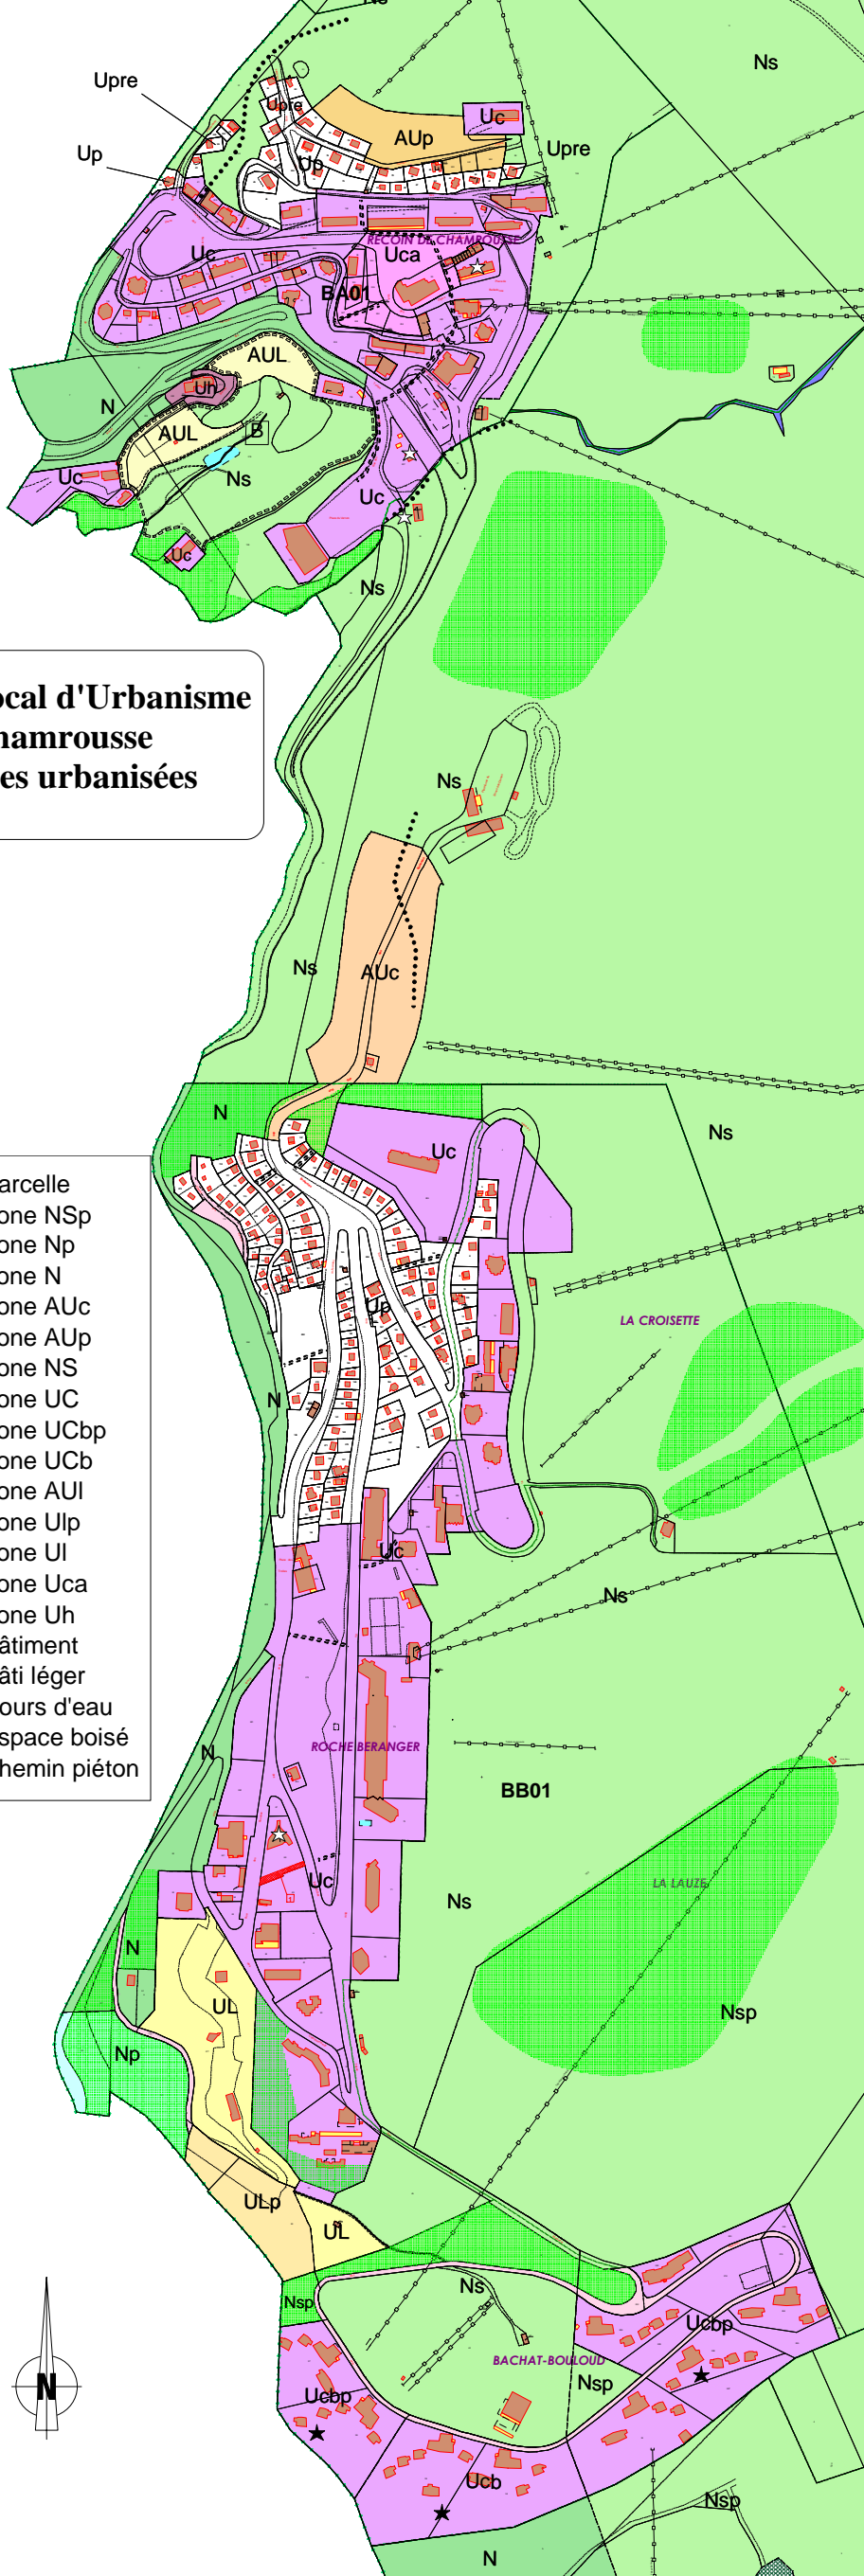 Ns
Ns
Upre
Upre
Uc
AUp
Up
Upre
Up
RECOIN DE CHAMROUSSE
Uc
Uca
BA01
AUL
Uh
N
AUL
B
Uc
Ns
Uc
Uc
Ns
ocal d'Urbanisme
hamrousse
es urbanisées
Ns
Ns
AUc
N
Ns
Uc
arcelle
one NSp
one Np
one N
one AUc
one AUp
one NS
one UC
one UCbp
one UCb
one AUl
one Ulp
one Ul
one Uca
one Uh
âtiment
âti léger
ours d'eau
space boisé
hemin piéton
Up
LA CROISETTE
N
Uc
Ns
ROCHE BERANGER
N
BB01
Uc
LA LAUZE
Ns
N
UL
Nsp
Np
ULp
UL
Ns
Nsp
Ucbp
BACHAT-BOULOUD
Nsp
Ucbp
N
Ucb
Nsp
N